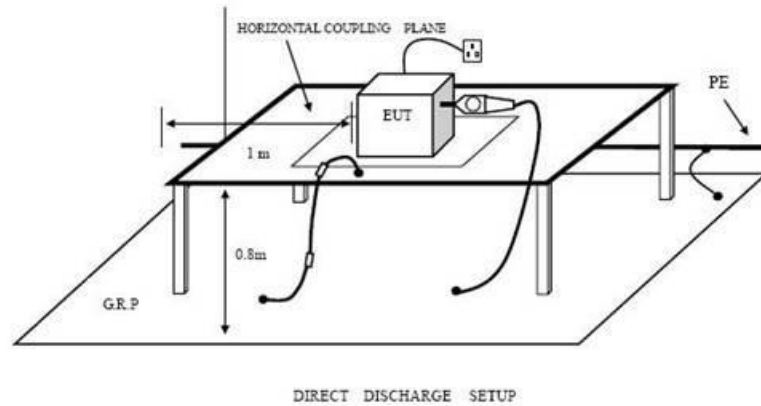 HORIZONTAL COUPLING PLANE
EUT
PE
1 m
0.8m
G.R.P
DIRECT DISCHARGE SETUP